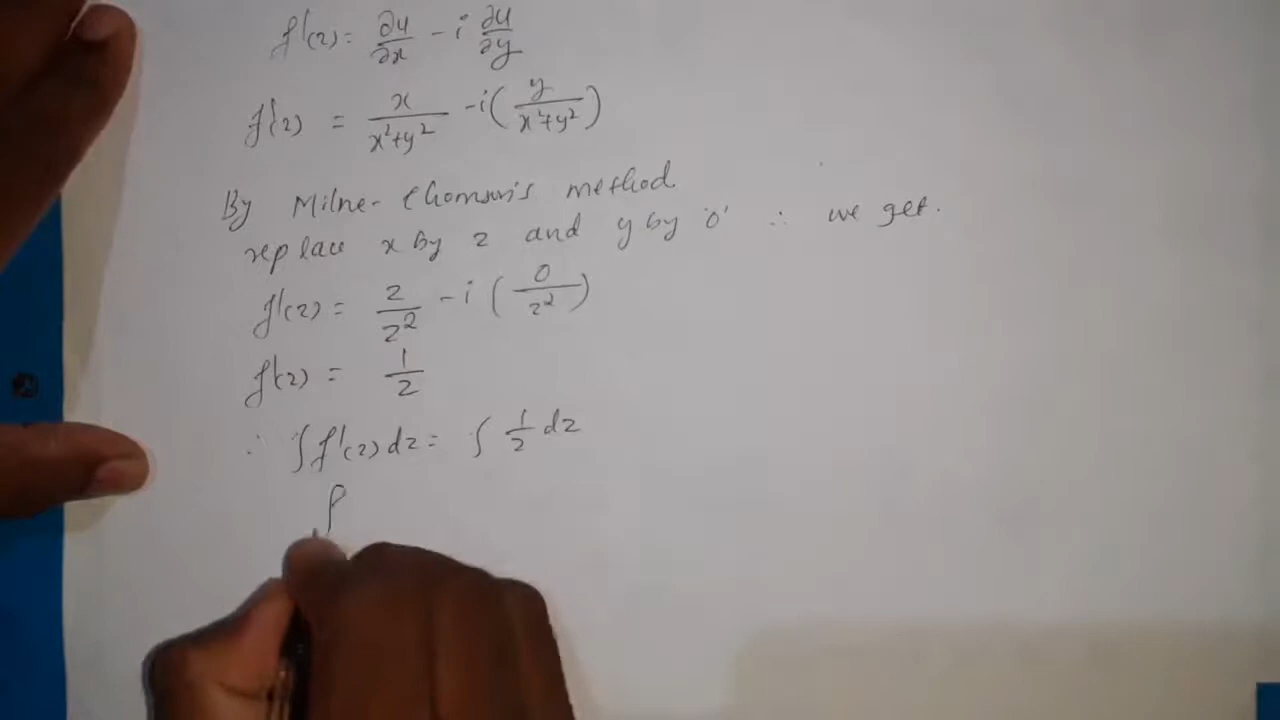 f'(z) = ∂u/∂x - i ∂u/∂y
f'(z) = x/(x²+y²) - i( y/(x²+y²) )
By Milne-Thomson's method
replace x by z and y by '0' ∴ we get.
f'(z) = z/z² - i ( 0/z² )
f'(z) = 1/z
∴ ∫f'(z) dz = ∫ 1/z dz
f